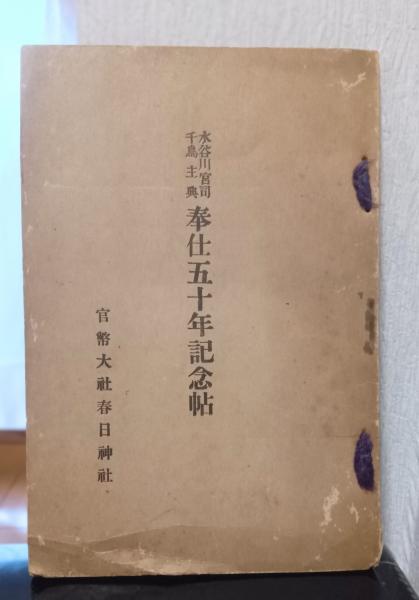 水谷川宮司
千鳥主典
奉仕五十年記念帖
官幣大社春日神社